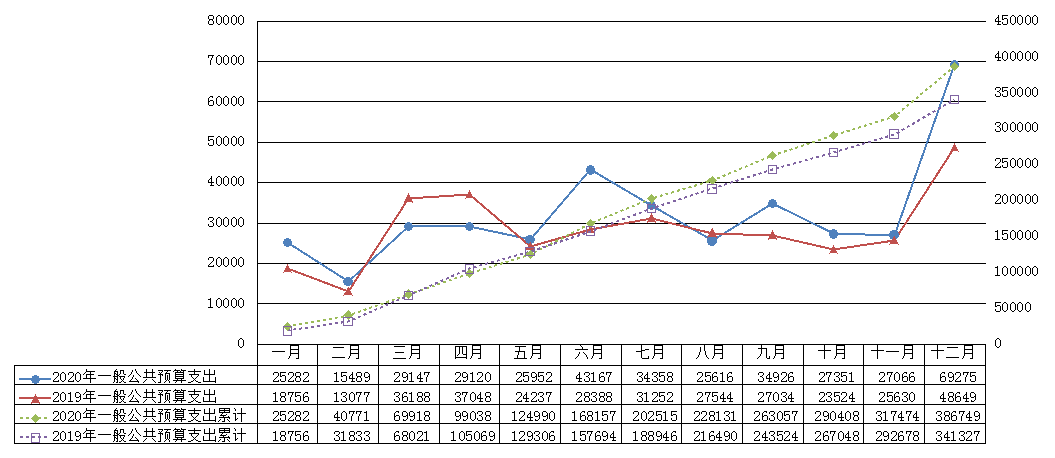 80000 450000
70000 400000
60000 350000
50000 300000
40000 250000
30000 200000
20000 150000
10000 100000
0 50000
0
一月 二月 三月 四月 五月 六月 七月 八月 九月 十月 十一月 十二月
2020年一般公共预算支出 25282 15489 29147 29120 25952 43167 34358 25616 34926 27351 27066 69275
2019年一般公共预算支出 18756 13077 36188 37048 24237 28388 31252 27544 27034 23524 25630 48649
2020年一般公共预算支出累计 25282 40771 69918 99038 124990 168157 202515 228131 263057 290408 317474 386749
2019年一般公共预算支出累计 18756 31833 68021 105069 129306 157694 188946 216490 243524 267048 292678 341327